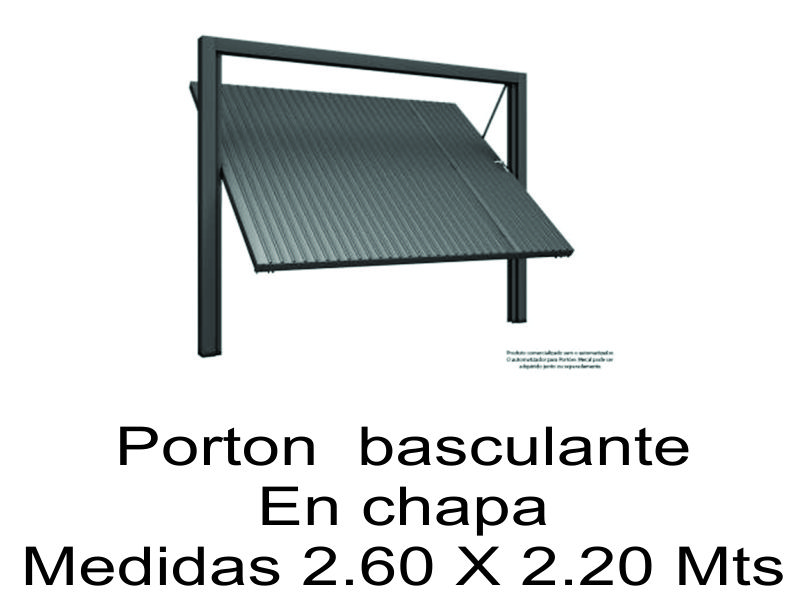 Produto comercializado sem o automatizador.
O automatizador para Portões Metal pode ser
adquirido junto ou separadamente.
Porton basculante
En chapa
Medidas 2.60 X 2.20 Mts